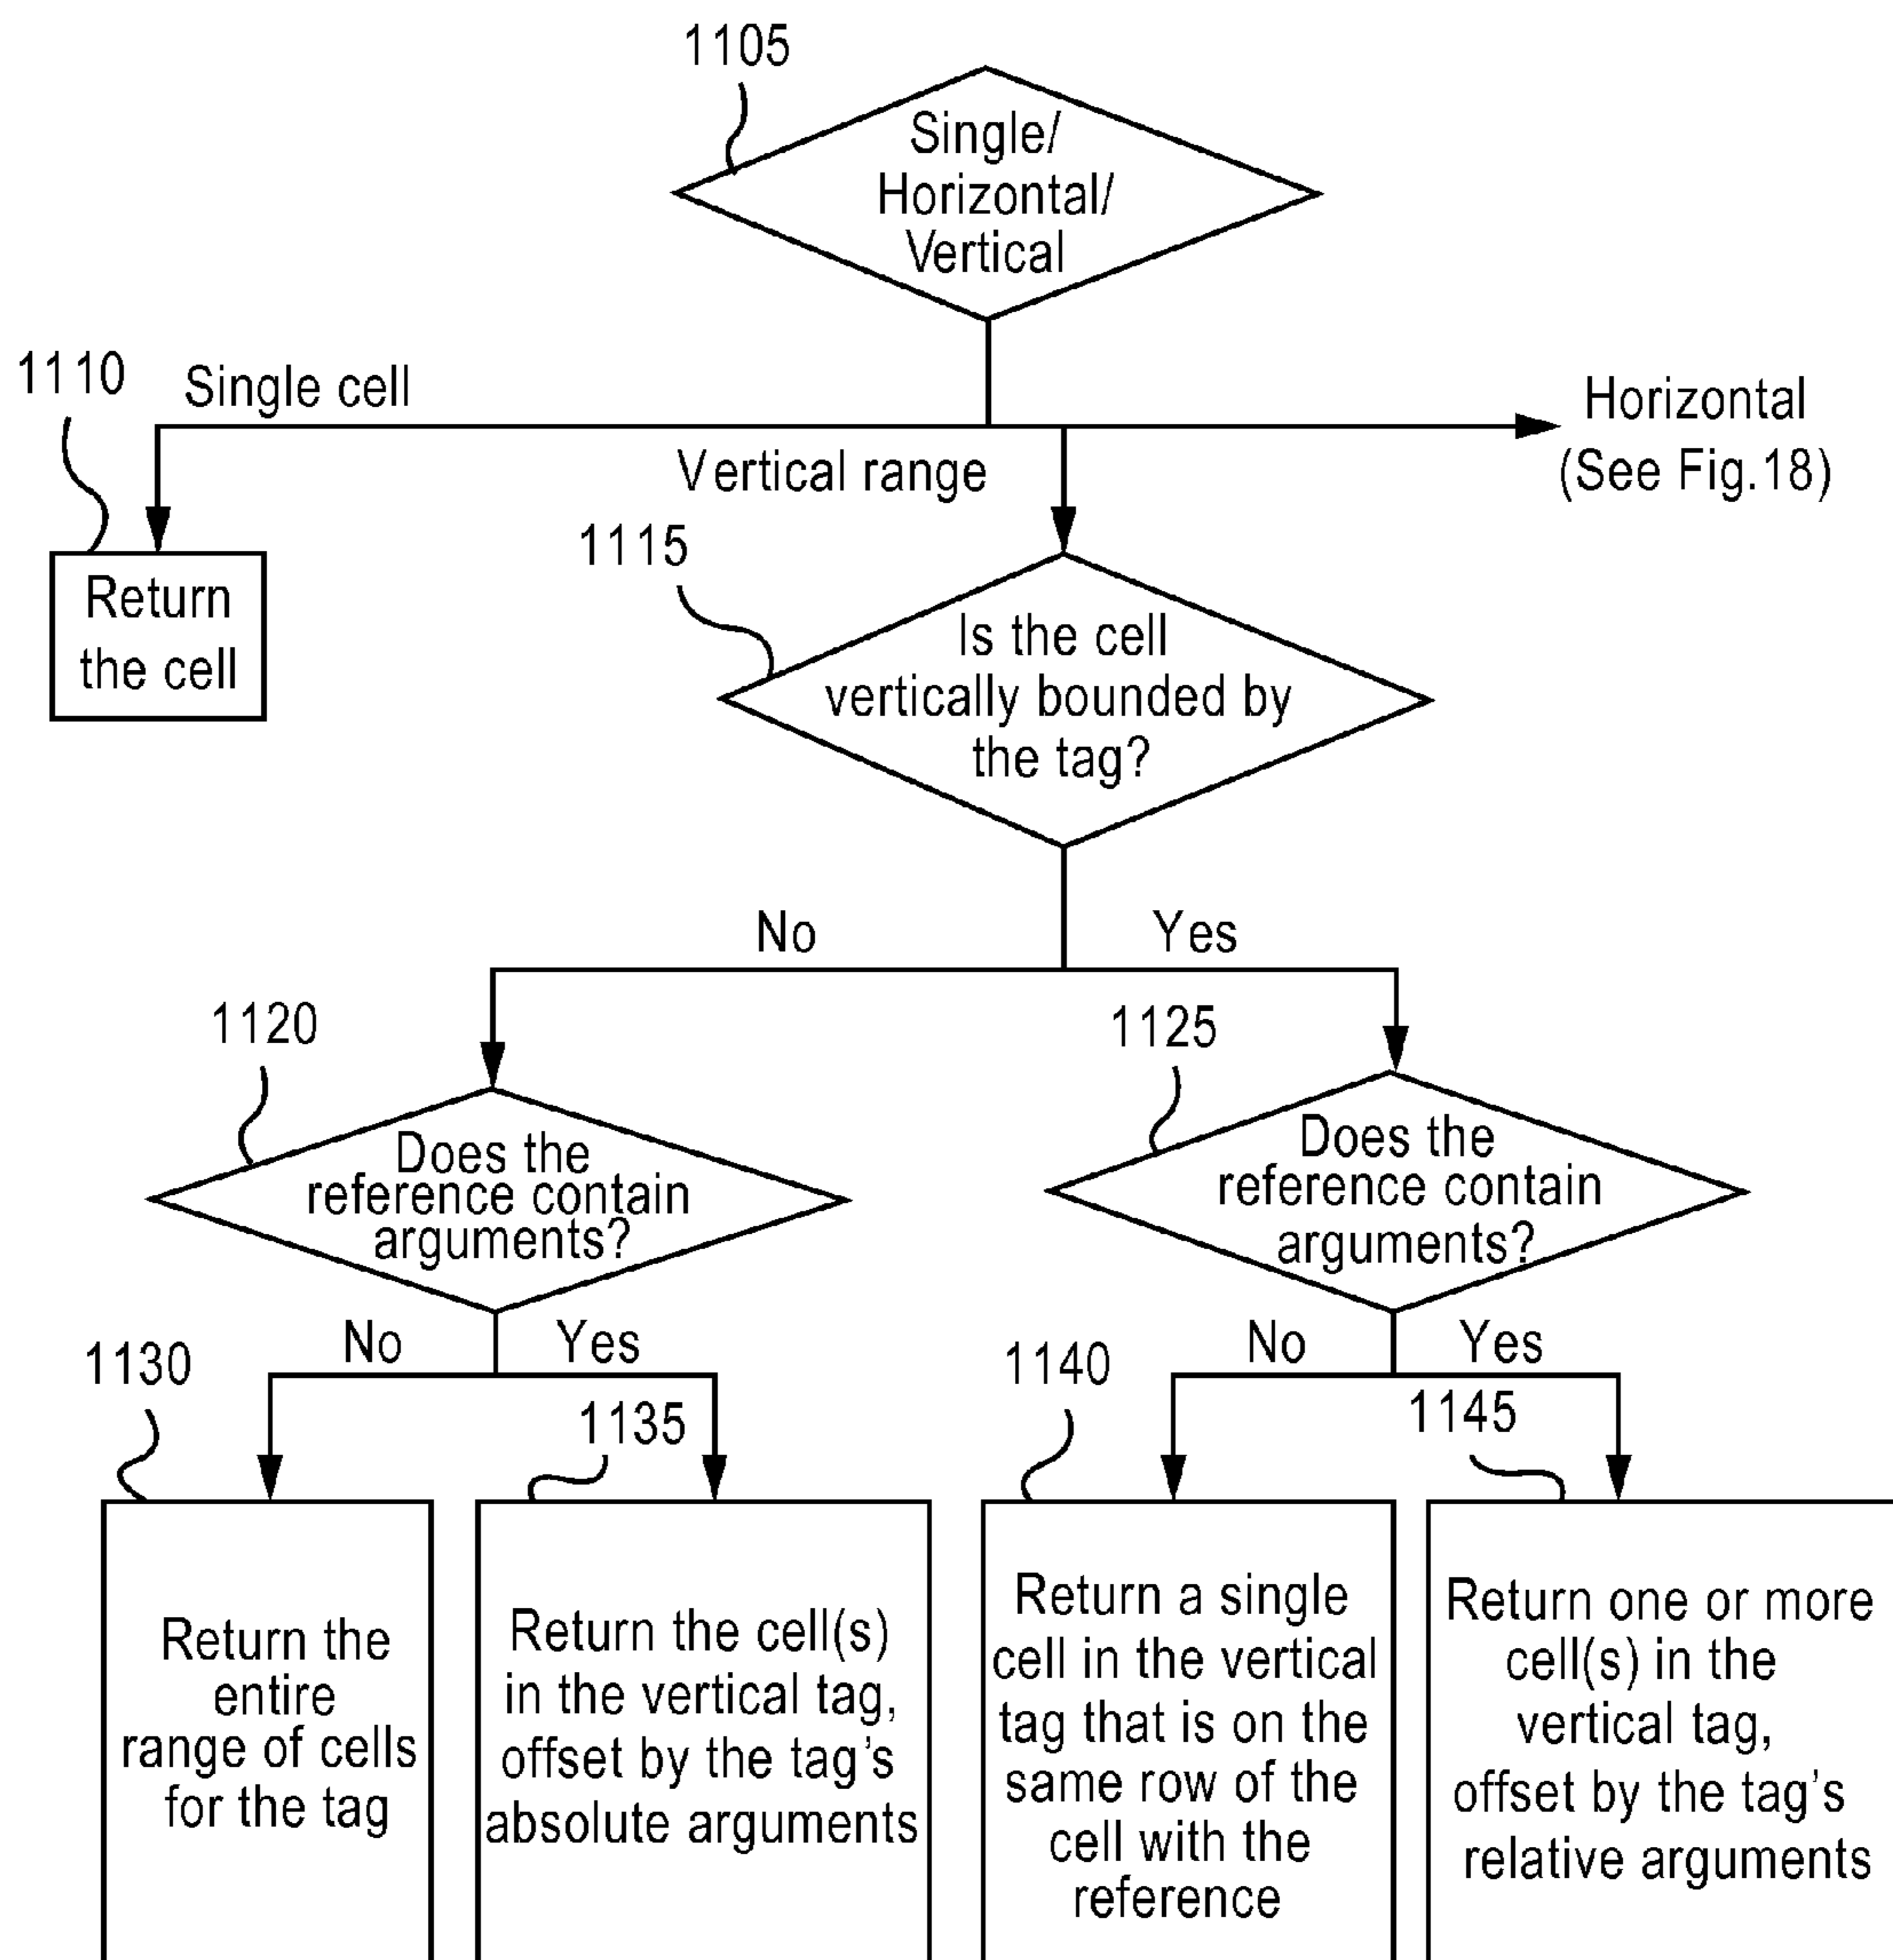 1105
Single/
Horizontal/
Vertical
1110
Single cell
Horizontal
(See Fig.18)
Vertical range
1115
Return
the cell
Is the cell
vertically bounded by
the tag?
No
Yes
1120
1125
Does the
reference contain
arguments?
Does the
reference contain
arguments?
No
Yes
No
Yes
1130
1135
1140
1145
Return the
entire
range of cells
for the tag
Return the cell(s)
in the vertical tag,
offset by the tag's
absolute arguments
Return a single
cell in the vertical
tag that is on the
same row of the
cell with the
reference
Return one or more
cell(s) in the
vertical tag,
offset by the tag's
relative arguments